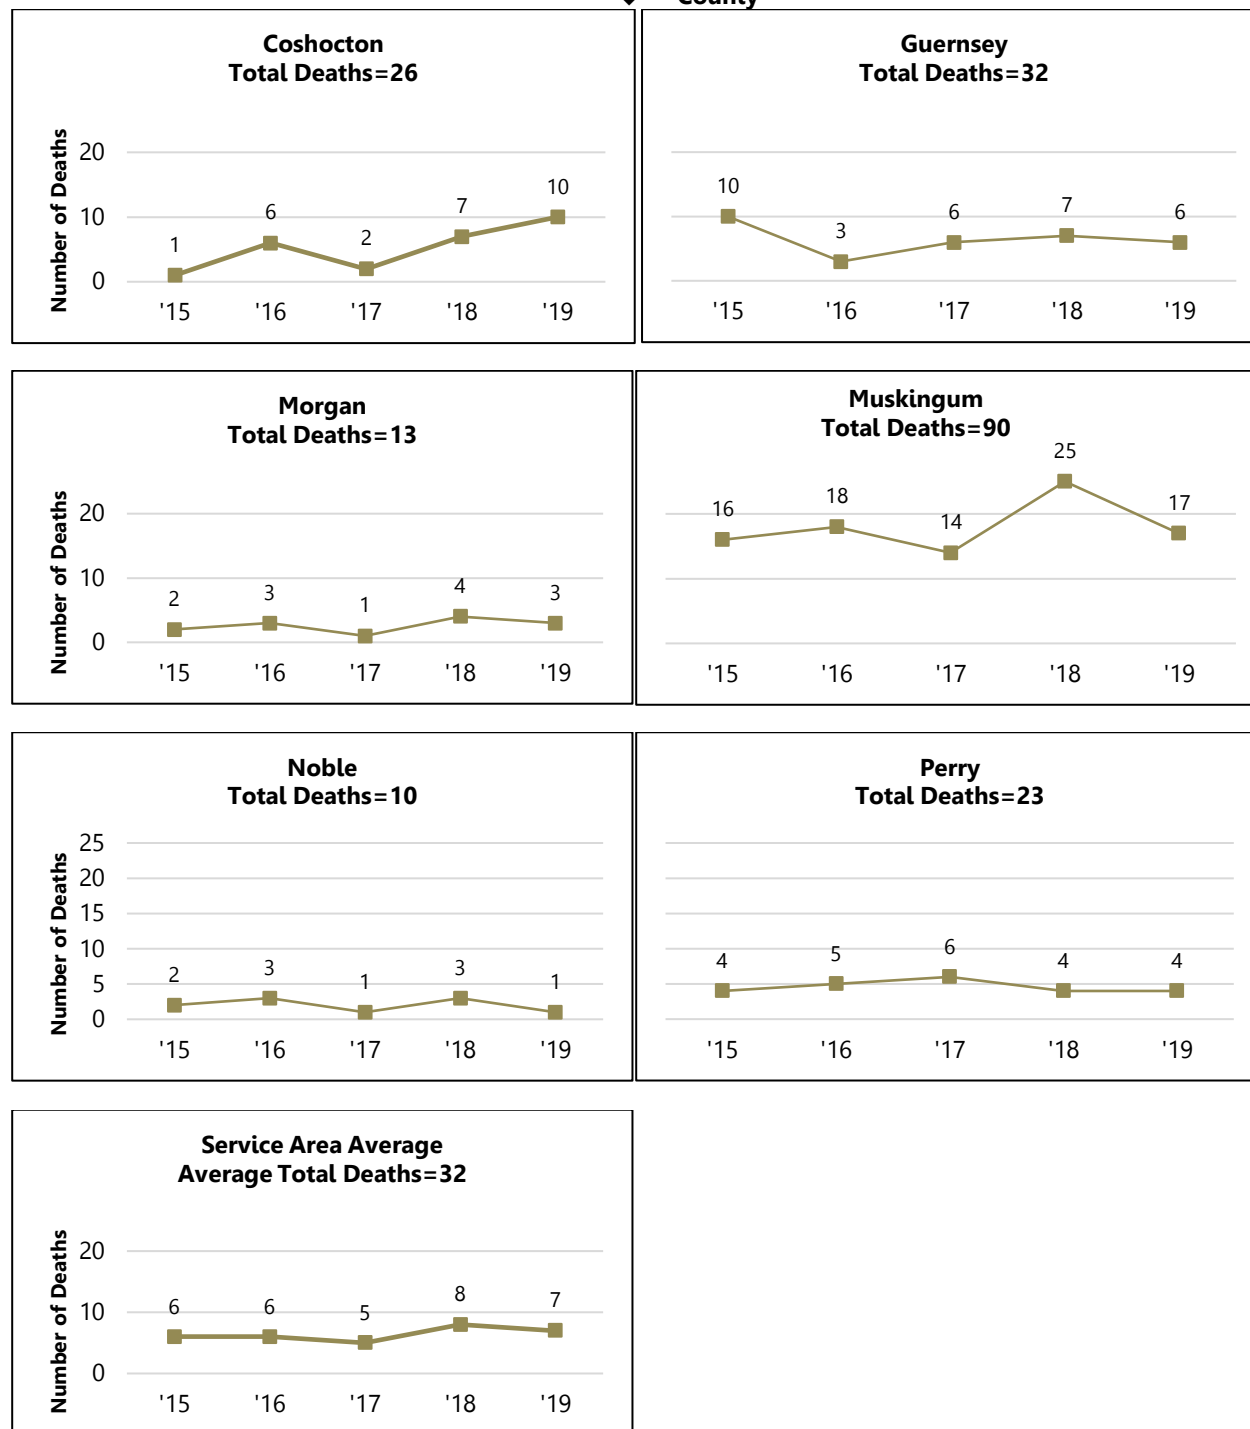 County
Coshocton
Total Deaths=26
Number of Deaths
20
10
0
1
6
2
7
10
'15 '16 '17 '18 '19
Guernsey
Total Deaths=32
10
3
6
7
6
'15 '16 '17 '18 '19
Morgan
Total Deaths=13
Number of Deaths
20
10
0
2
3
1
4
3
'15 '16 '17 '18 '19
Muskingum
Total Deaths=90
16
18
14
25
17
'15 '16 '17 '18 '19
Noble
Total Deaths=10
Number of Deaths
25
20
15
10
5
0
2
3
1
3
1
'15 '16 '17 '18 '19
Perry
Total Deaths=23
4
5
6
4
4
'15 '16 '17 '18 '19
Service Area Average
Average Total Deaths=32
Number of Deaths
20
10
0
6
6
5
8
7
'15 '16 '17 '18 '19